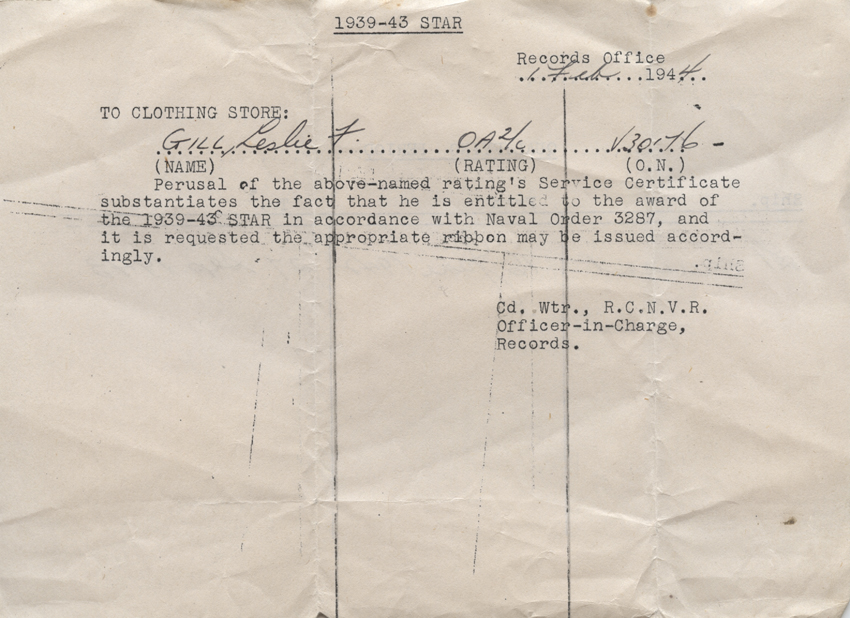 1939-43 STAR
Records Office
..1 Feb......1944..
TO CLOTHING STORE:
GILL, Leslie F. OA2/c V30176 -
(NAME) (RATING) (O.N.)
Perusal of the above-named rating's Service Certificate
substantiates the fact that he is entitled to the award of
the 1939-43 STAR in accordance with Naval Order 3287, and
it is requested the appropriate ribbon may be issued accord-
ingly.
Cd. Wtr., R.C.N.V.R.
Officer-in-Charge,
Records.